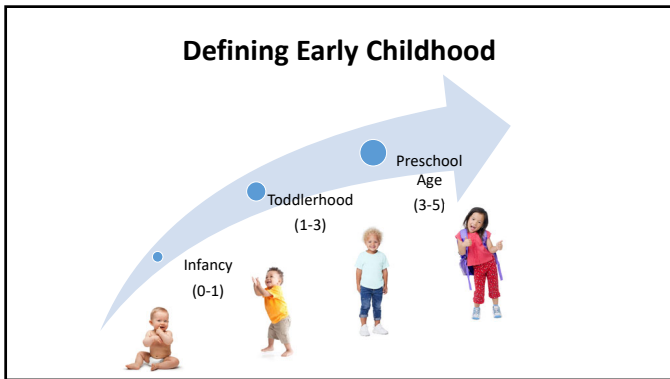 Defining Early Childhood
Preschool
Age
(3-5)
Toddlerhood
(1-3)
Infancy
(0-1)